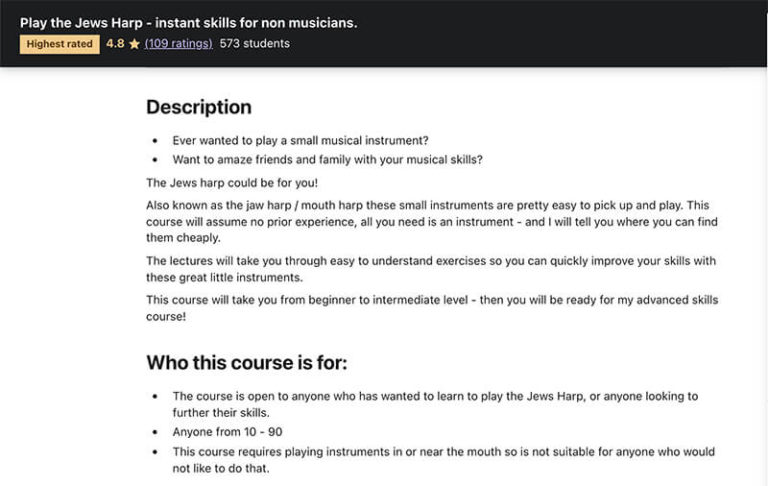 Play the Jews Harp - instant skills for non musicians.
Highest rated 4.8 ★ (109 ratings) 573 students
Description
• Ever wanted to play a small musical instrument?
• Want to amaze friends and family with your musical skills?
The Jews harp could be for you!
Also known as the jaw harp / mouth harp these small instruments are pretty easy to pick up and play. This
course will assume no prior experience, all you need is an instrument - and I will tell you where you can find
them cheaply.
The lectures will take you through easy to understand exercises so you can quickly improve your skills with
these great little instruments.
This course will take you from beginner to intermediate level - then you will be ready for my advanced skills
course!
Who this course is for:
• The course is open to anyone who has wanted to learn to play the Jews Harp, or anyone looking to
further their skills.
• Anyone from 10 - 90
• This course requires playing instruments in or near the mouth so is not suitable for anyone who would
not like to do that.